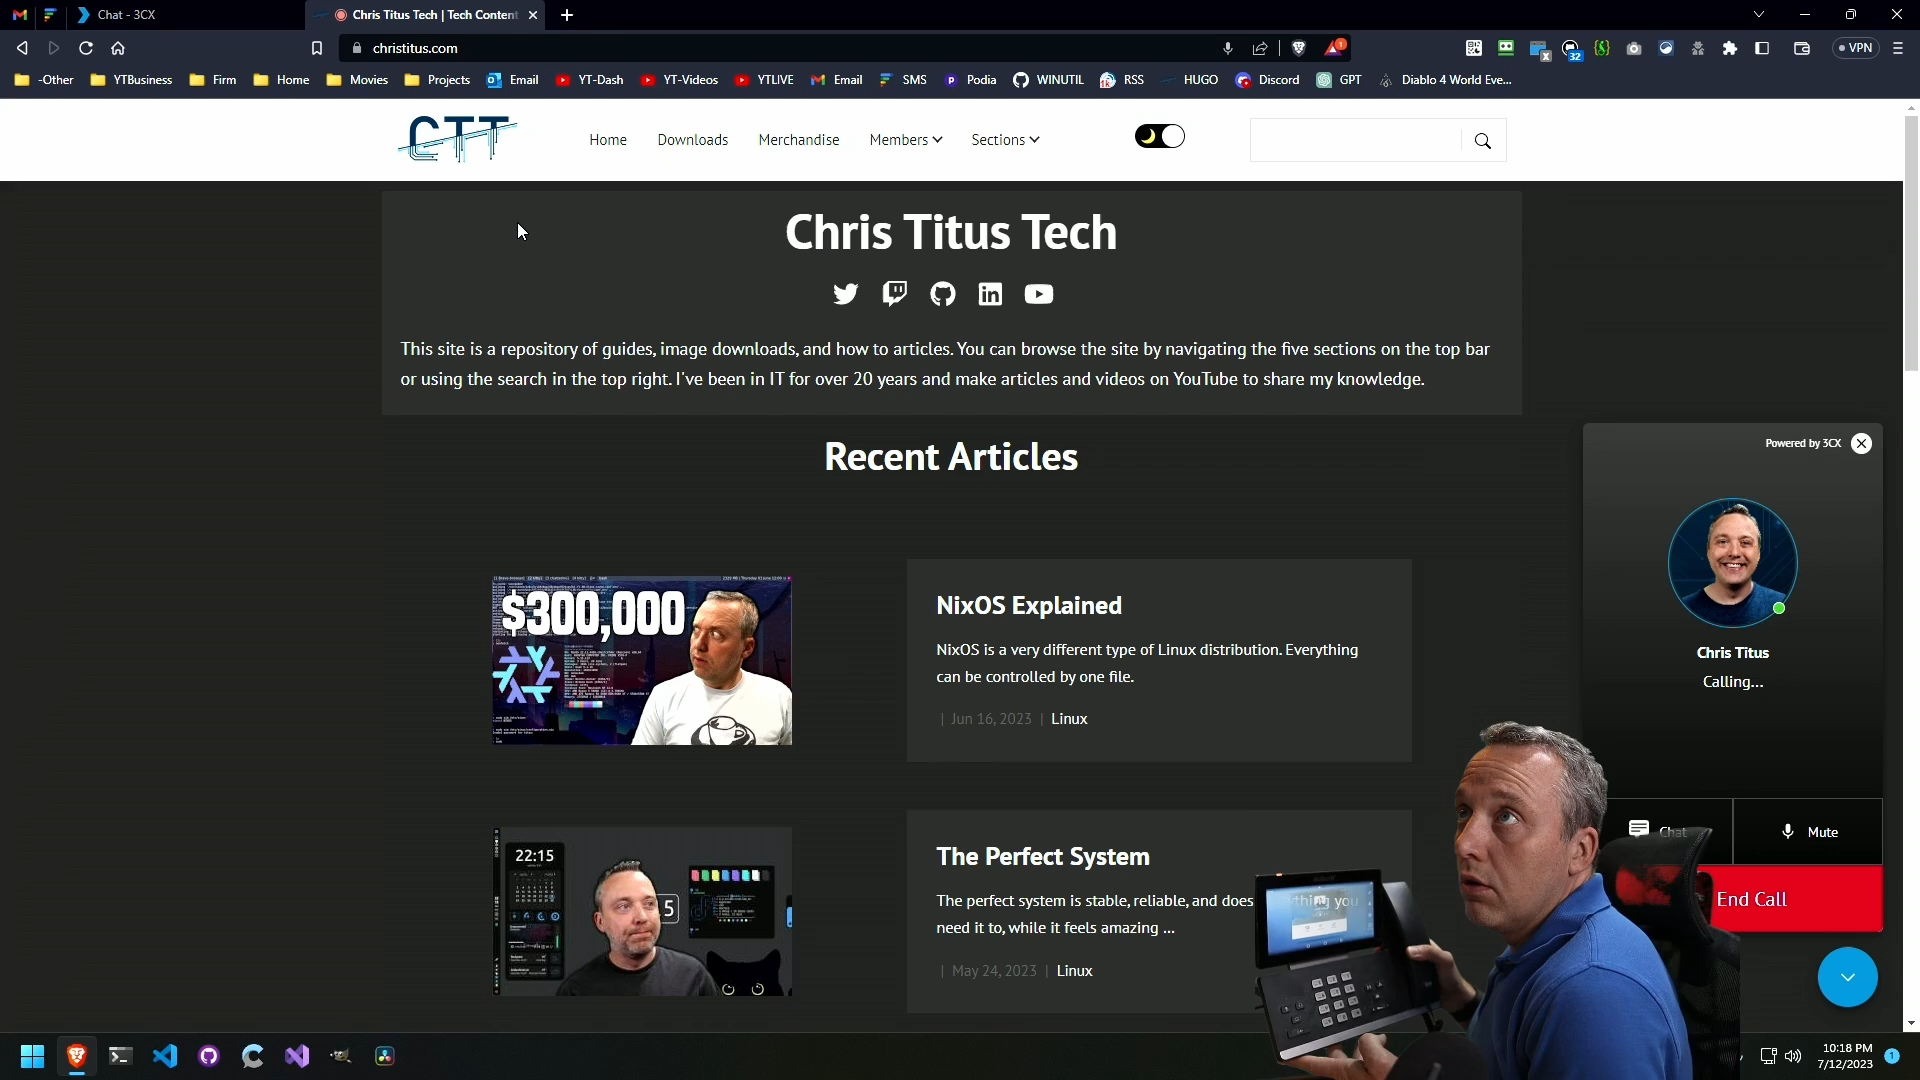 Chat - 3CX
Chris Titus Tech | Tech Content
christitus.com
1
X
32
VPN
-Other
YTBusiness
Firm
Home
Movies
Projects
Email
YT-Dash
YT-Videos
YTLIVE
Email
SMS
Podia
WINUTIL
RSS
HUGO
Discord
GPT
Diablo 4 World Eve...
CTT
Home
Downloads
Merchandise
Members
Sections
Chris Titus Tech
This site is a repository of guides, image downloads, and how to articles. You can browse the site by navigating the five sections on the top bar
or using the search in the top right. I've been in IT for over 20 years and make articles and videos on YouTube to share my knowledge.
Recent Articles
$300,000
NixOS Explained
NixOS is a very different type of Linux distribution. Everything
can be controlled by one file.
| Jun 16, 2023 | Linux
22:15
The Perfect System
The perfect system is stable, reliable, and does
thing you
need it to, while it feels amazing ...
| May 24, 2023 | Linux
Powered by 3CX
Chris Titus
Calling...
Chat
Mute
End Call
10:18 PM
7/12/2023
1